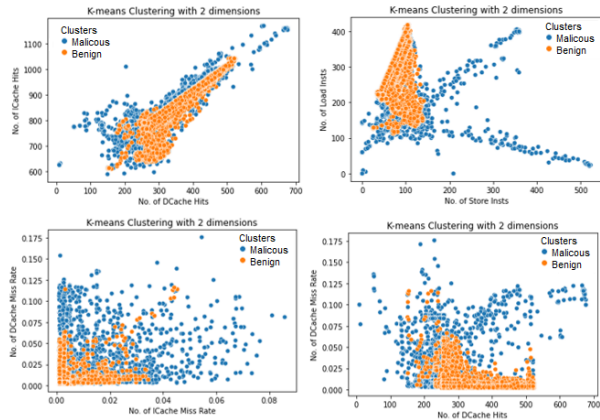 K-means Clustering with 2 dimensions
Clusters
Malicous
Benign
No. of ICache Hits
1100
1000
900
800
700
600
0 100 200 300 400 500 600 700
No. of DCache Hits
K-means Clustering with 2 dimensions
Clusters
Malicous
Benign
No. of Load Insts
400
300
200
100
0
0 100 200 300 400 500
No. of Store Insts
K-means Clustering with 2 dimensions
Clusters
Malicous
Benign
No. of DCache Miss Rate
0.175
0.150
0.125
0.100
0.075
0.050
0.025
0.000
0.00 0.02 0.04 0.06 0.08
No. of ICache Miss Rate
K-means Clustering with 2 dimensions
Clusters
Malicous
Benign
No. of DCache Miss Rate
0.175
0.150
0.125
0.100
0.075
0.050
0.025
0.000
0 100 200 300 400 500 600 700
No. of DCache Hits